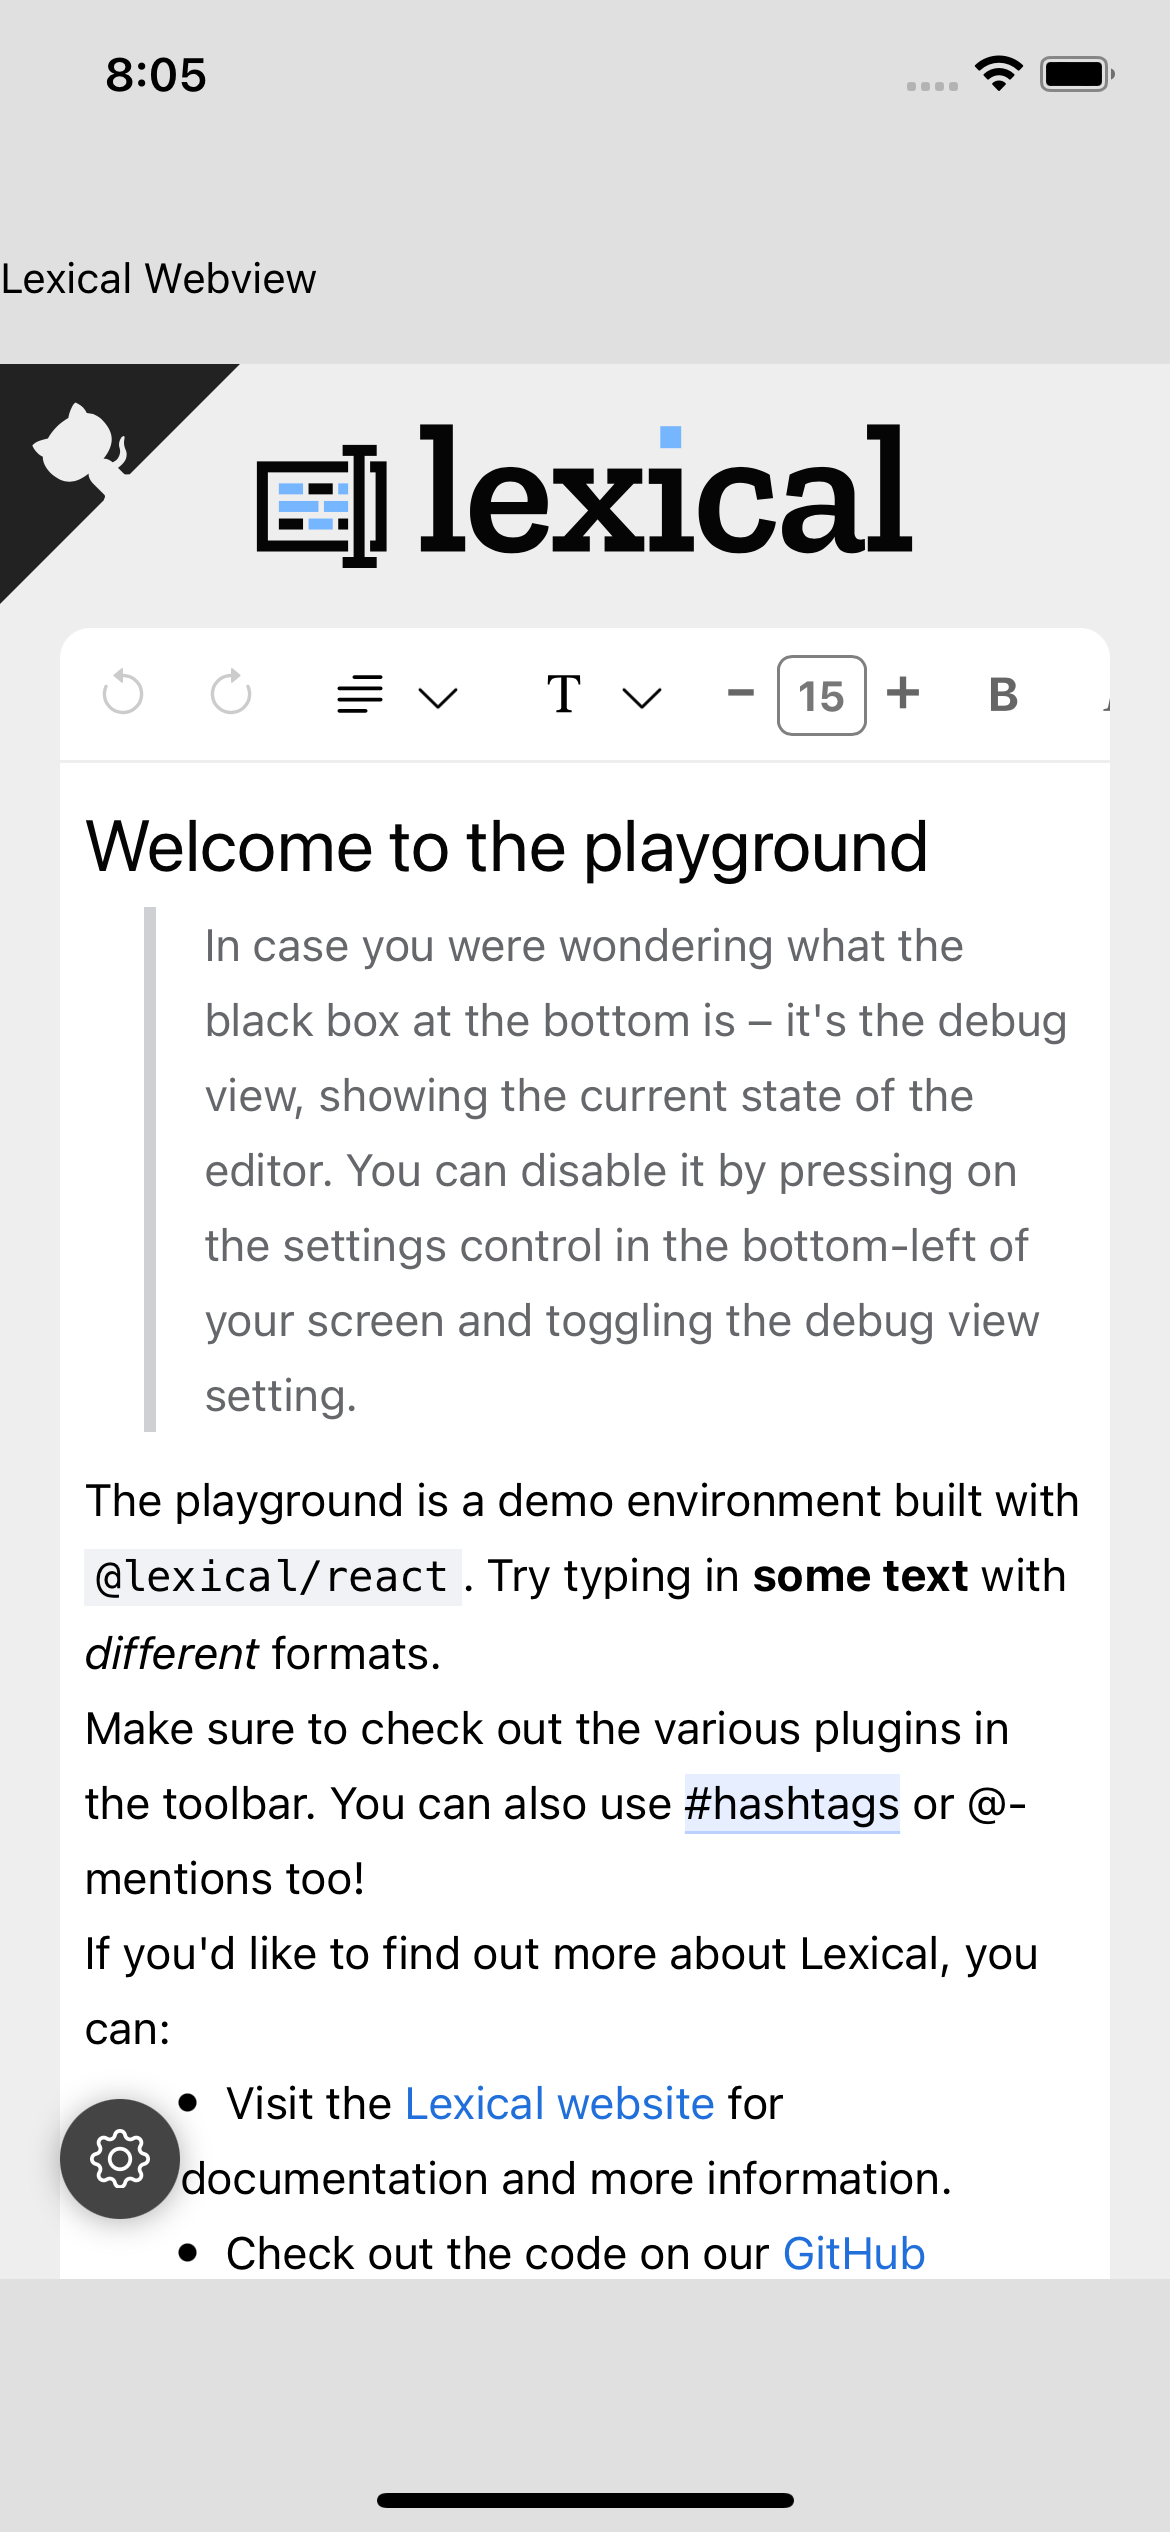 8:05
Lexical Webview
lexical
T
15
B
Welcome to the playground
In case you were wondering what the
black box at the bottom is – it's the debug
view, showing the current state of the
editor. You can disable it by pressing on
the settings control in the bottom-left of
your screen and toggling the debug view
setting.
The playground is a demo environment built with
@lexical/react . Try typing in some text with
different formats.
Make sure to check out the various plugins in
the toolbar. You can also use #hashtags or @-
mentions too!
If you'd like to find out more about Lexical, you
can:
• Visit the Lexical website for
documentation and more information.
• Check out the code on our GitHub